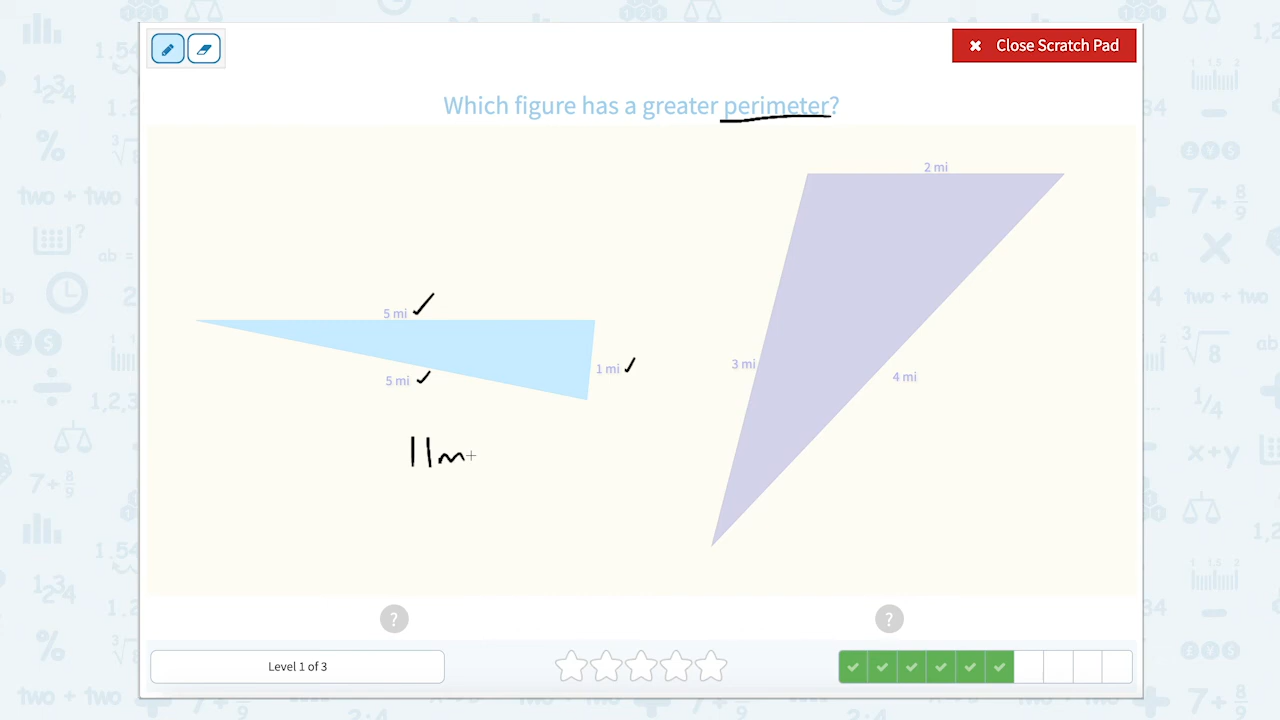 ✖ Close Scratch Pad
Which figure has a greater perimeter?
2 mi
5 mi ✓
3 mi
1 mi ✓
4 mi
5 mi ✓
11m
?
?
Level 1 of 3